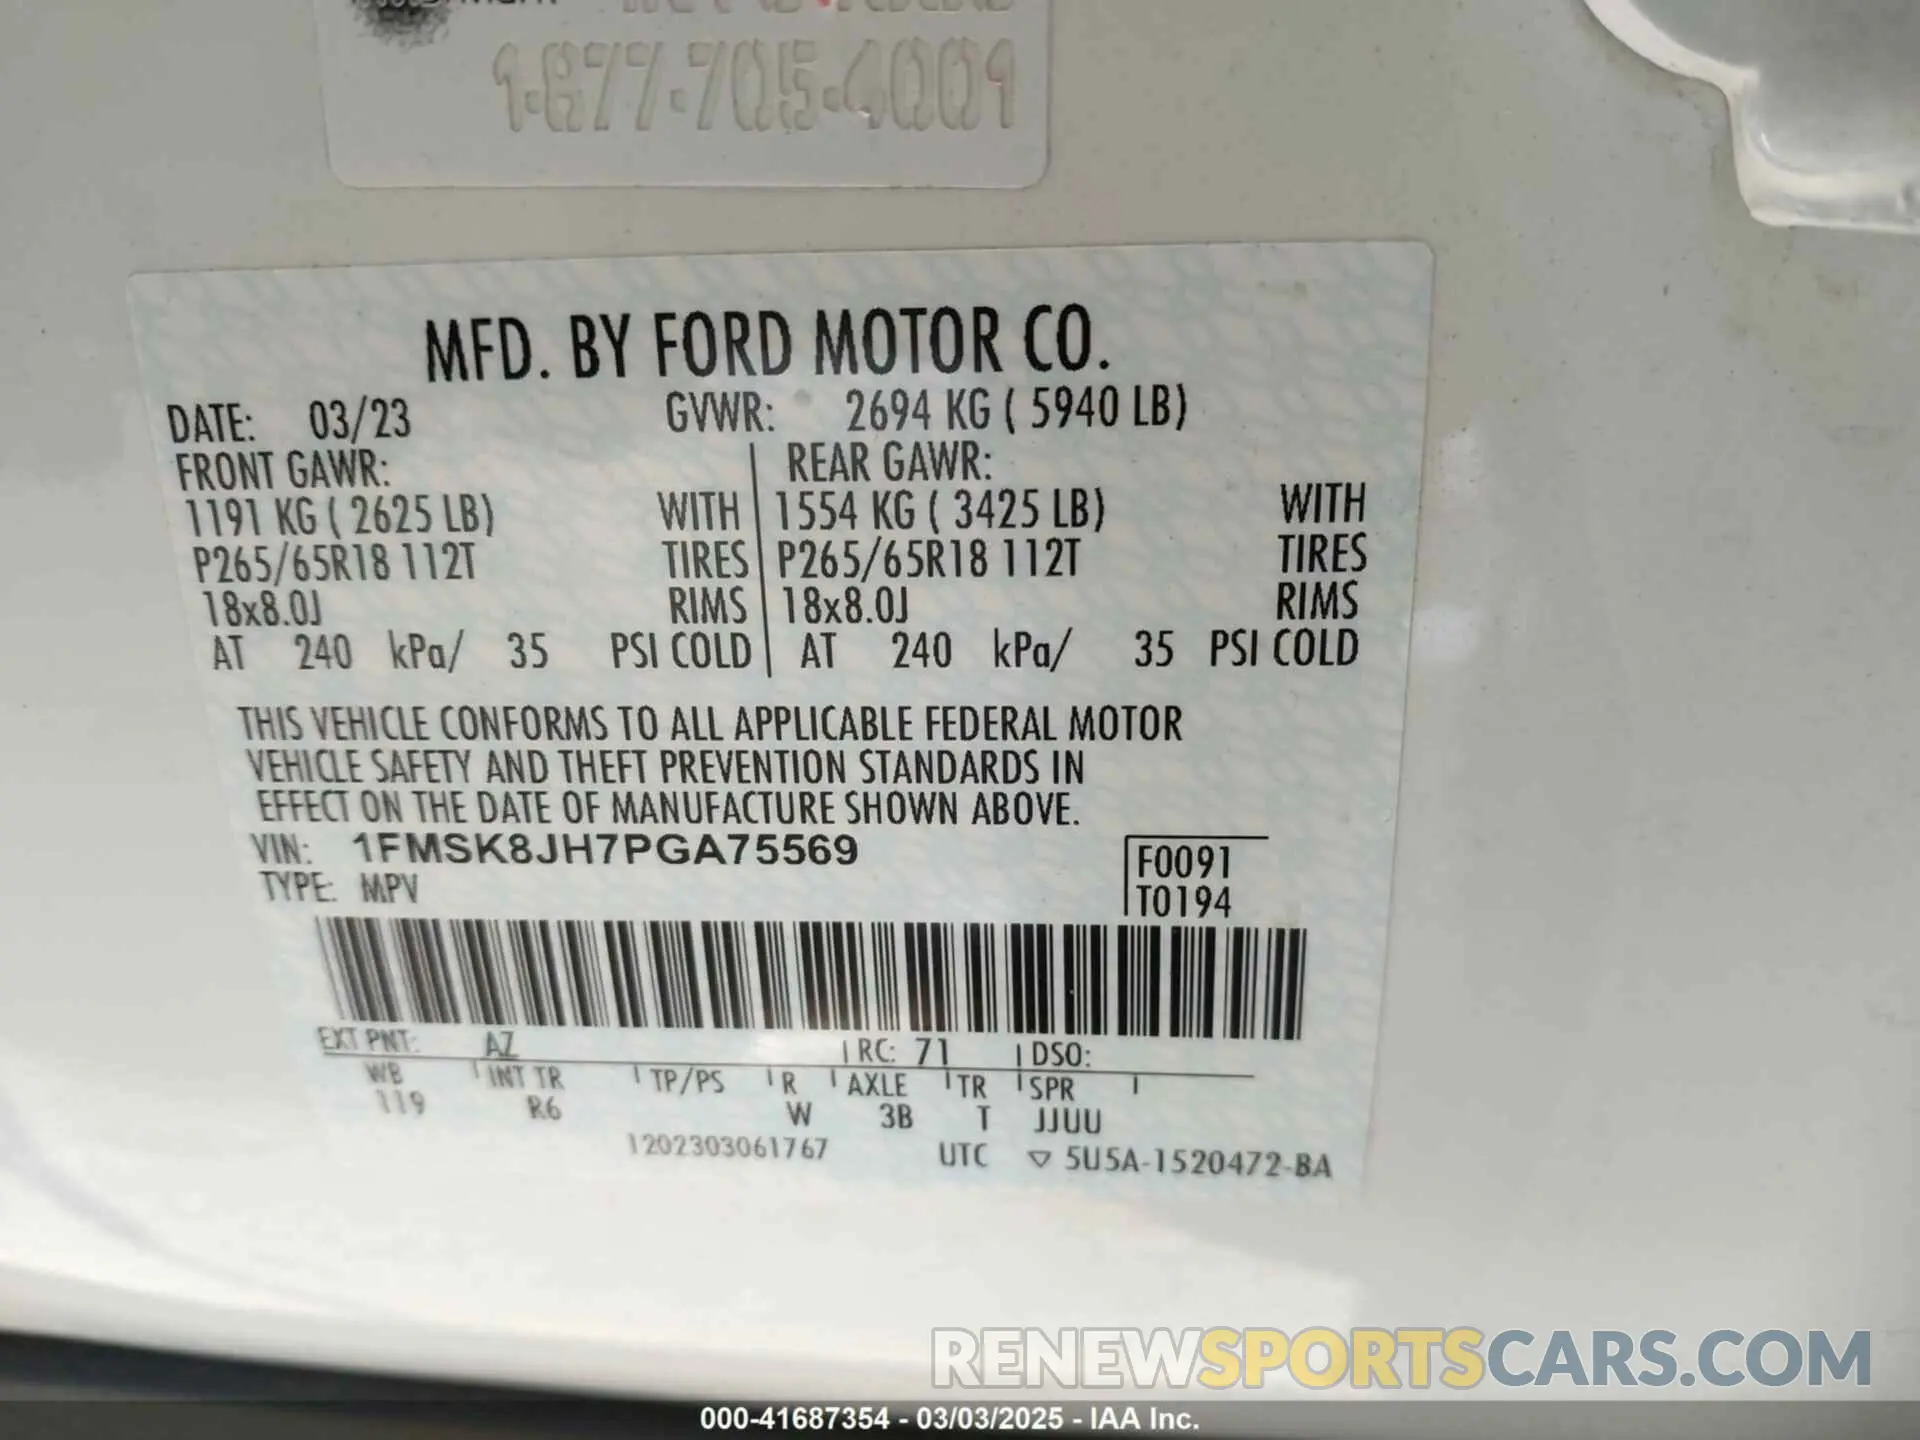 1-877-705-4001
MFD. BY FORD MOTOR CO.
DATE: 03/23 GVWR: 2694 KG ( 5940 LB)
FRONT GAWR: REAR GAWR:
1191 KG ( 2625 LB) WITH 1554 KG ( 3425 LB) WITH
P265/65R18 112T TIRES P265/65R18 112T TIRES
18x8.0J RIMS 18x8.0J RIMS
AT 240 kPa/ 35 PSI COLD AT 240 kPa/ 35 PSI COLD
THIS VEHICLE CONFORMS TO ALL APPLICABLE FEDERAL MOTOR
VEHICLE SAFETY AND THEFT PREVENTION STANDARDS IN
EFFECT ON THE DATE OF MANUFACTURE SHOWN ABOVE.
VIN: 1FMSK8JH7PGA75569
F0091
TYPE: MPV
T0194
EXT PNT: AZ RC: 71 DSO:
WB INT TR TP/PS R AXLE TR SPR
119 R6 W 3B T JJUU
1202303061767 UTC ▽ 5U5A-1520472-BA
RENEWSPORTSCARS.COM
000-41687354 - 03/03/2025 - IAA Inc.